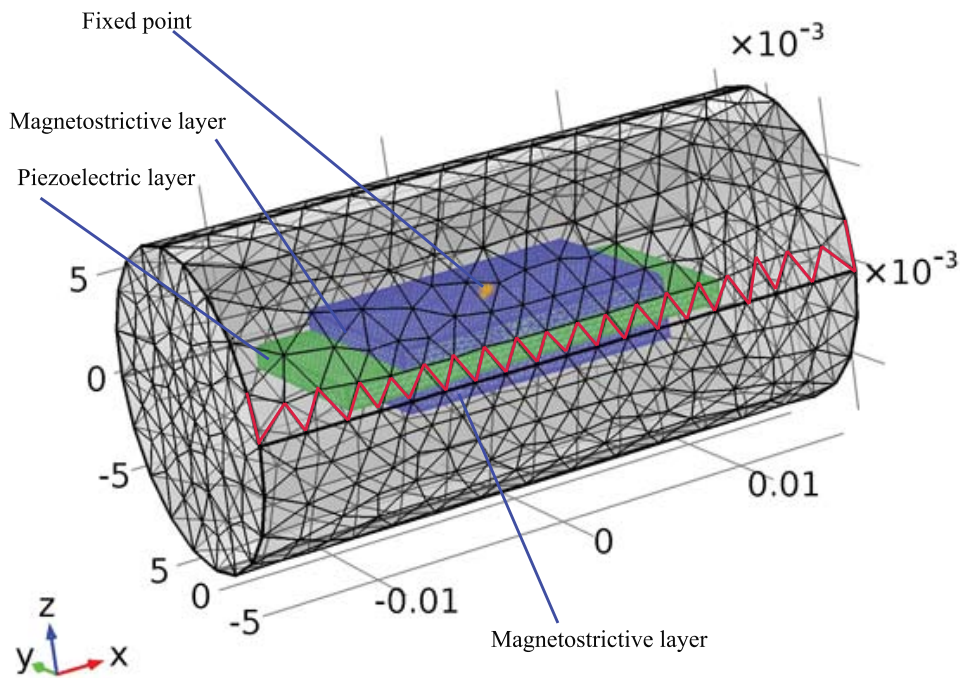 Fixed point
×10⁻³
Magnetostrictive layer
Piezoelectric layer
5
×10⁻³
0
-5
0.01
5
0
0
-0.01
-5
z
Magnetostrictive layer
y
x